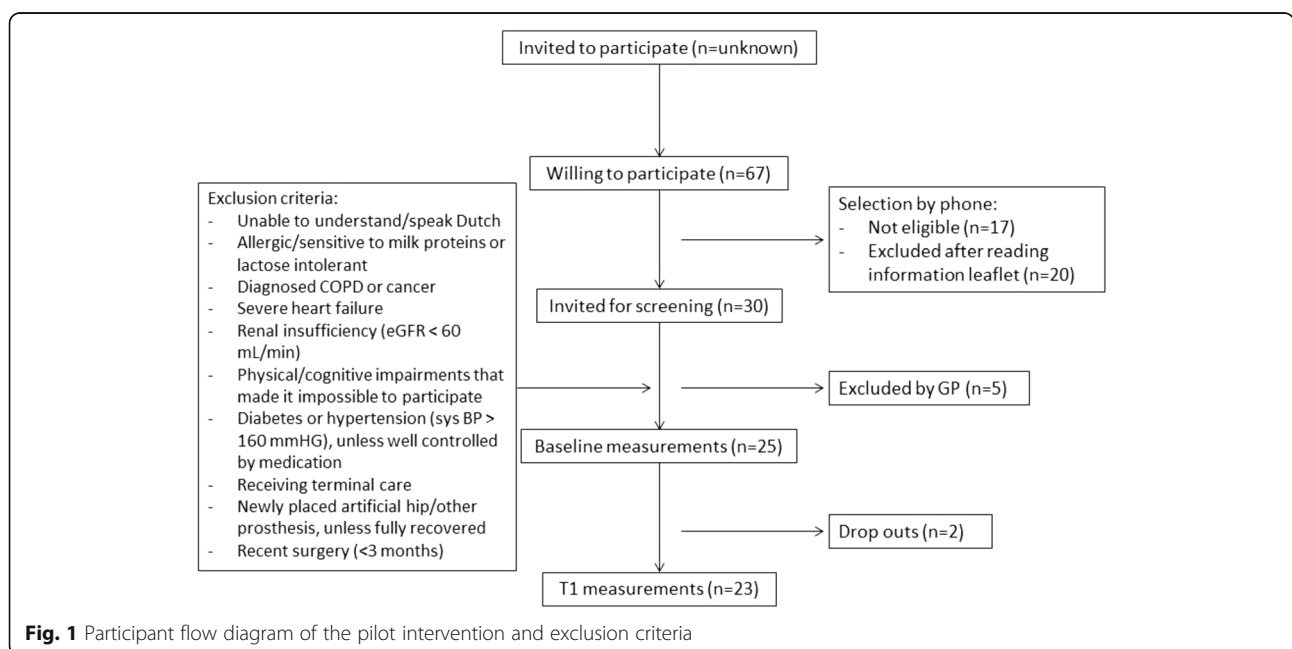 Invited to participate (n=unknown)
Willing to participate (n=67)
Selection by phone:
- Not eligible (n=17)
- Excluded after reading
information leaflet (n=20)
Invited for screening (n=30)
Exclusion criteria:
- Unable to understand/speak Dutch
- Allergic/sensitive to milk proteins or
lactose intolerant
- Diagnosed COPD or cancer
- Severe heart failure
- Renal insufficiency (eGFR < 60
mL/min)
- Physical/cognitive impairments that
made it impossible to participate
- Diabetes or hypertension (sys BP >
160 mmHG), unless well controlled
by medication
- Receiving terminal care
- Newly placed artificial hip/other
prosthesis, unless fully recovered
- Recent surgery (<3 months)
Excluded by GP (n=5)
Baseline measurements (n=25)
Drop outs (n=2)
T1 measurements (n=23)
Fig. 1 Participant flow diagram of the pilot intervention and exclusion criteria